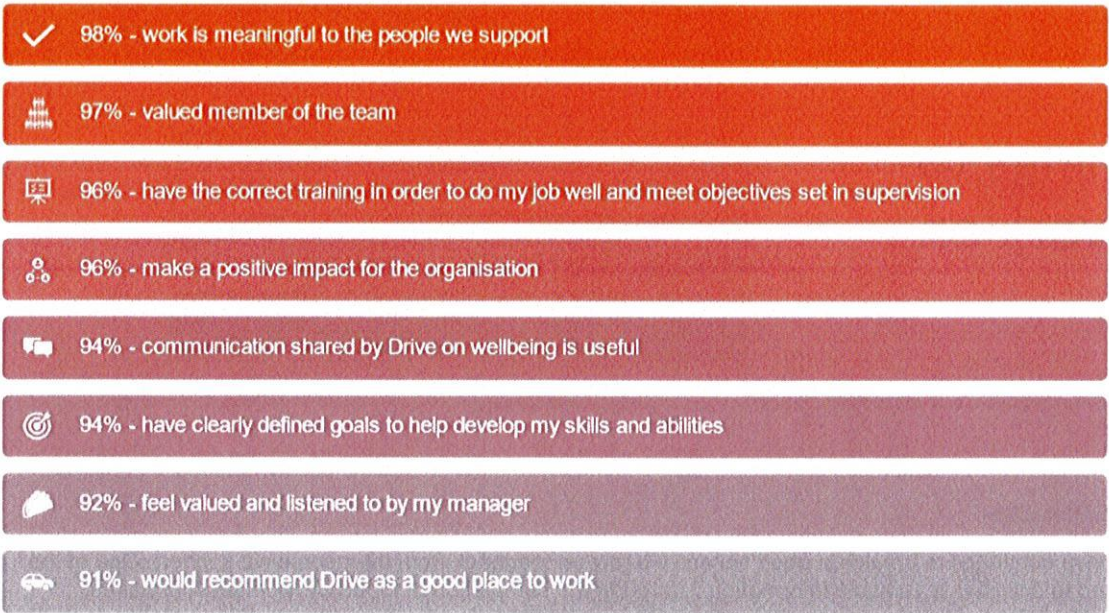 98% - work is meaningful to the people we support
97% - valued member of the team
96% - have the correct training in order to do my job well and meet objectives set in supervision
96% - make a positive impact for the organisation
94% - communication shared by Drive on wellbeing is useful
94% - have clearly defined goals to help develop my skills and abilities
92% - feel valued and listened to by my manager
91% - would recommend Drive as a good place to work